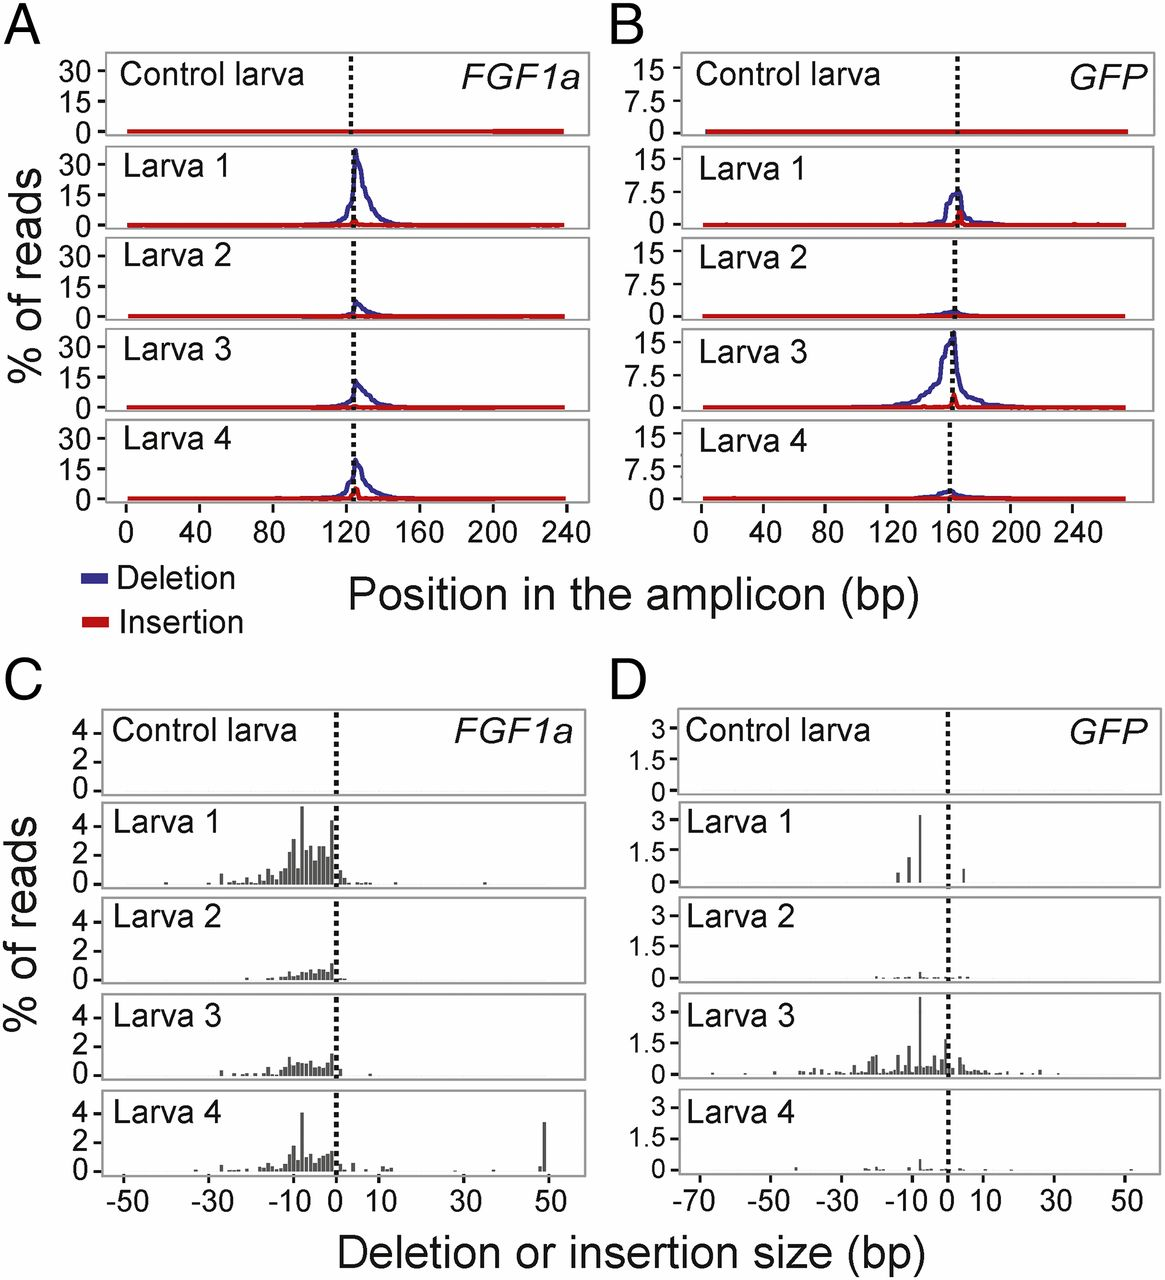 A
B
Control larva FGF1a
30
15
0
Larva 1
30
15
0
Larva 2
30
15
0
Larva 3
30
15
0
Larva 4
30
15
0
0 40 80 120 160 200 240
% of reads
Control larva GFP
15
7.5
0
Larva 1
15
7.5
0
Larva 2
15
7.5
0
Larva 3
15
7.5
0
Larva 4
15
7.5
0
0 40 80 120 160 200 240
Deletion
Insertion
Position in the amplicon (bp)
C
D
Control larva FGF1a
4
2
0
Larva 1
4
2
0
Larva 2
4
2
0
Larva 3
4
2
0
Larva 4
4
2
0
-50 -30 -10 0 10 30 50
% of reads
Control larva GFP
3
1.5
0
Larva 1
3
1.5
0
Larva 2
3
1.5
0
Larva 3
3
1.5
0
Larva 4
3
1.5
0
-70 -50 -30 -10 0 10 30 50
Deletion or insertion size (bp)